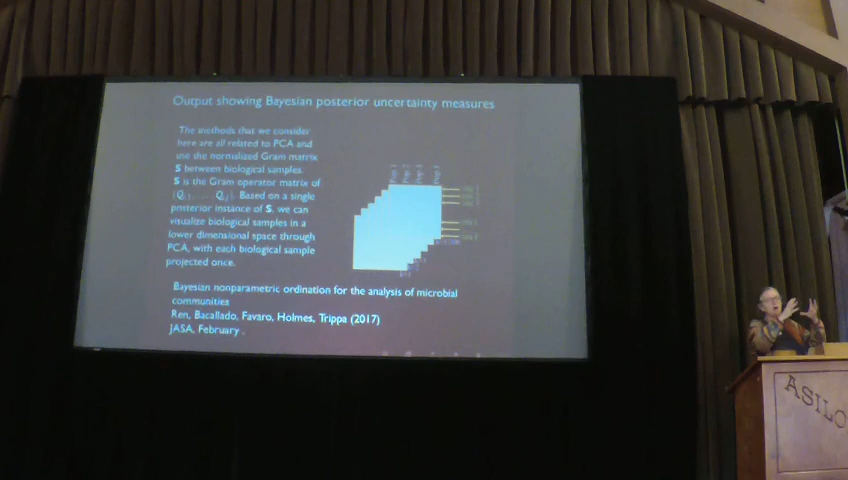 Output showing Bayesian posterior uncertainty measures
The methods that we consider
here are all related to PCA and
use the normalized Gram matrix
S between biological samples.
S is the Gram operator matrix of
Based on a single
posterior instance of S, we can
visualize biological samples in a
lower dimensional space through
PCA, with each biological sample
projected once.
Bayesian nonparametric ordination for the analysis of microbial
communities
Ren, Bacallado, Favaro, Holmes, Trippa (2017)
JASA, February .
ASILO